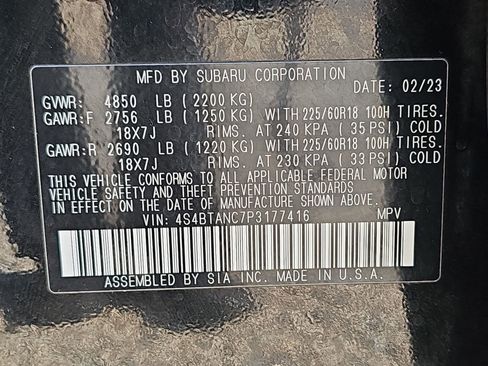 MFD BY SUBARU CORPORATION
DATE: 02/23
GVWR: 4850 LB (2200 KG)
GAWR:F 2756 LB (1250 KG) WITH 225/60R18 100H TIRES.
18X7J RIMS. AT 240 KPA (35 PSI) COLD
GAWR:R 2690 LB (1220 KG) WITH 225/60R18 100H TIRES.
18X7J RIMS. AT 230 KPA (33 PSI) COLD
THIS VEHICLE CONFORMS TO ALL APPLICABLE FEDERAL MOTOR
VEHICLE SAFETY AND THEFT PREVENTION STANDARDS
IN EFFECT ON THE DATE OF MANUFACTURE SHOWN ABOVE.
VIN: 4S4BTANC7P3177416 MPV
ASSEMBLED BY SIA INC. MADE IN U.S.A.